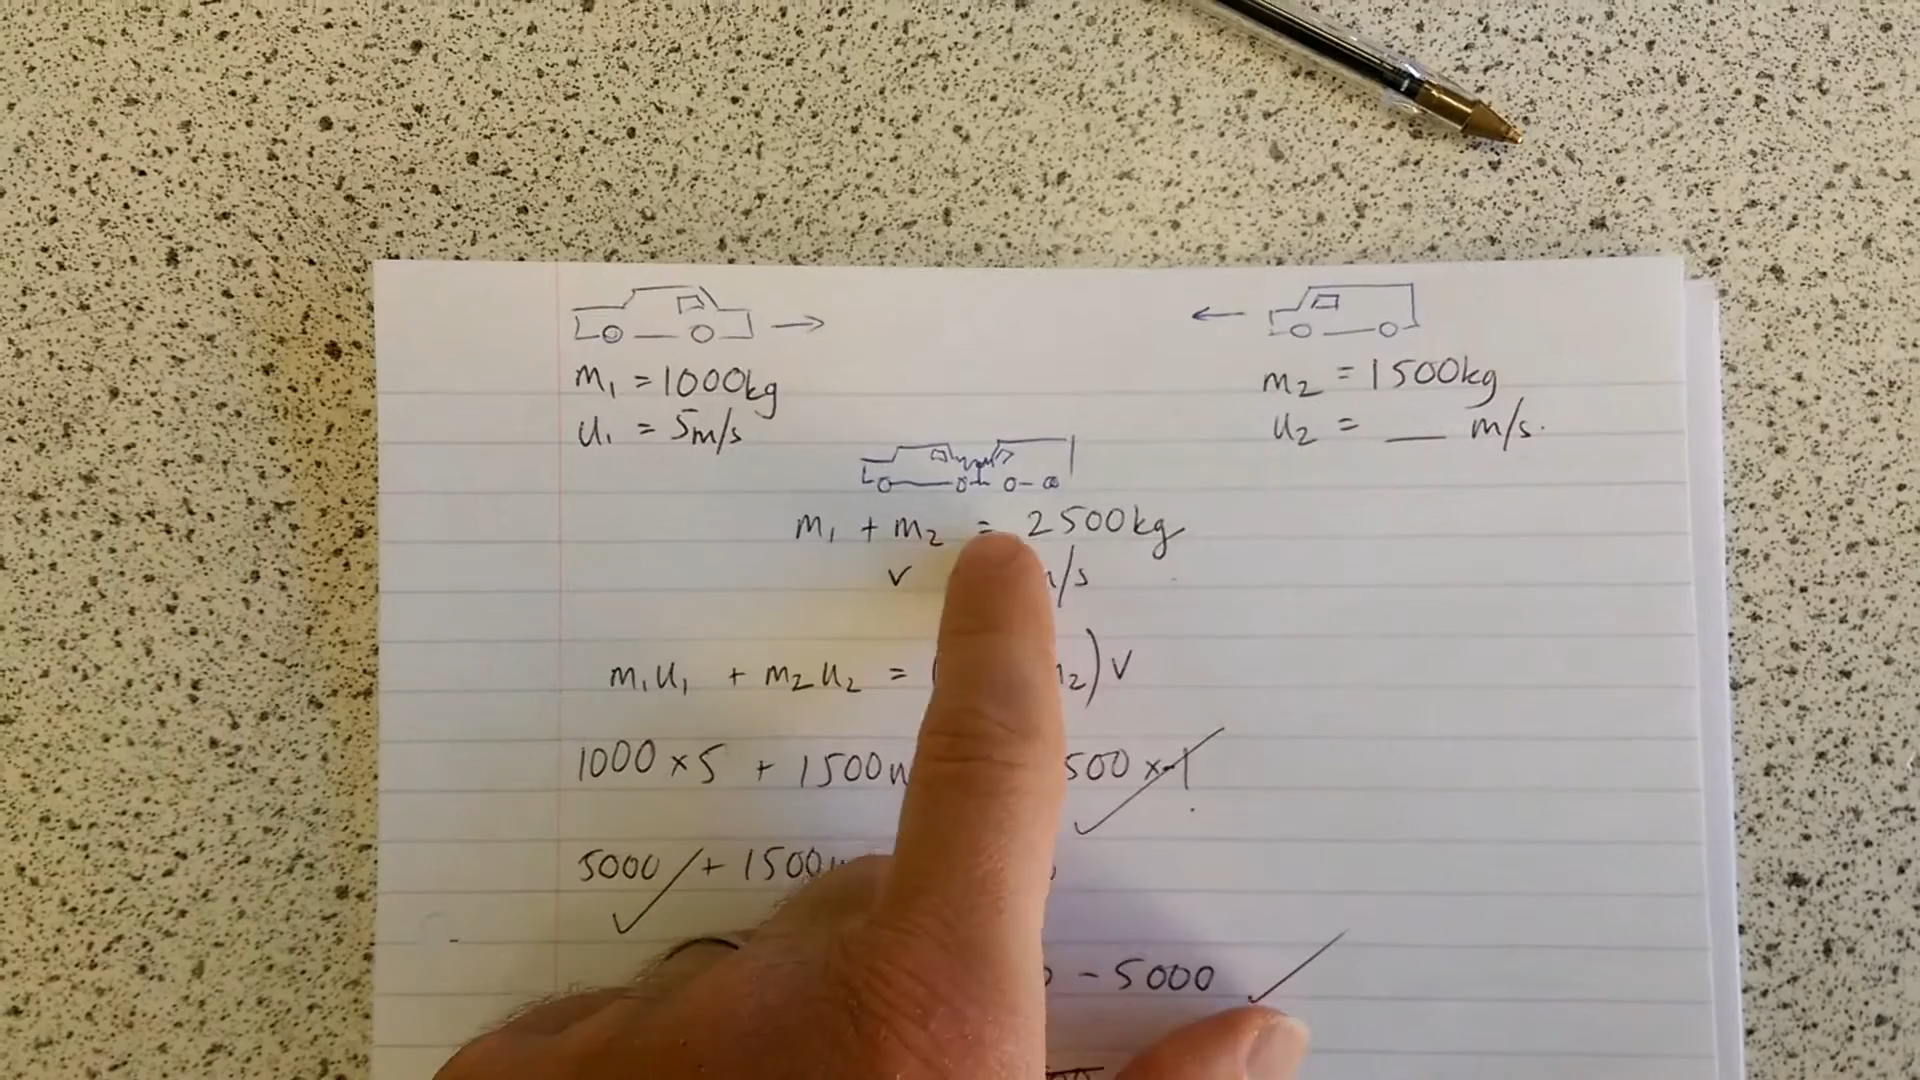 m₁ = 1000kg
u₁ = 5m/s
m₂ = 1500kg
u₂ = __ m/s.
m₁ + m₂ = 2500kg
v /s
m₁u₁ + m₂u₂ = ( )v
1000 × 5 + 1500 500 ×-1
5000 + 1500
- 5000